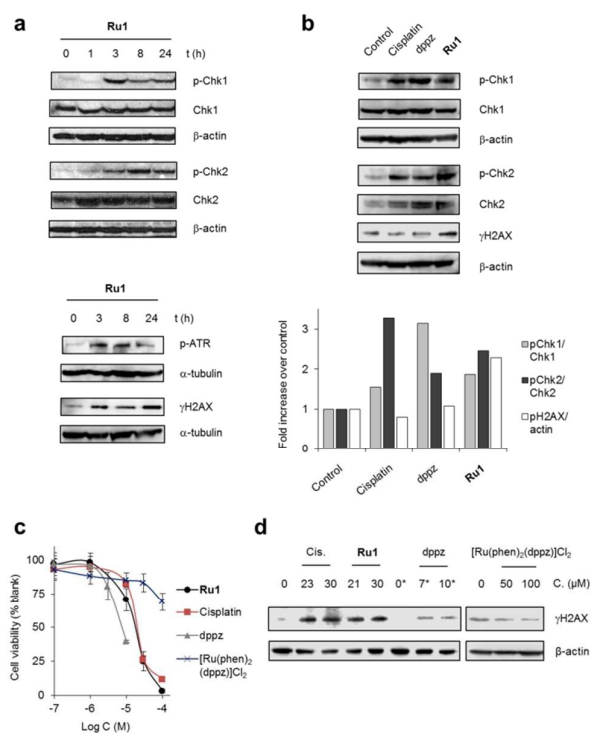 a
Ru1
0 1 3 8 24 t (h)
p-Chk1
Chk1
β-actin
p-Chk2
Chk2
β-actin
Ru1
0 3 8 24 t (h)
p-ATR
α-tubulin
γH2AX
α-tubulin
b
Control Cisplatin dppz Ru1
p-Chk1
Chk1
β-actin
p-Chk2
Chk2
γH2AX
β-actin
Fold increase over control
3
2
1
0
Control Cisplatin dppz Ru1
pChk1/
Chk1
pChk2/
Chk2
pH2AX/
actin
c
Cell viability (% blank)
100
75
50
25
0
-7 -6 -5 -4
Log C (M)
Ru1
Cisplatin
dppz
[Ru(phen)2
(dppz)]Cl2
d
Cis. Ru1 dppz [Ru(phen)2(dppz)]Cl2
0 23 30 21 30 0* 7* 10* 0 50 100 C. (μM)
γH2AX
β-actin